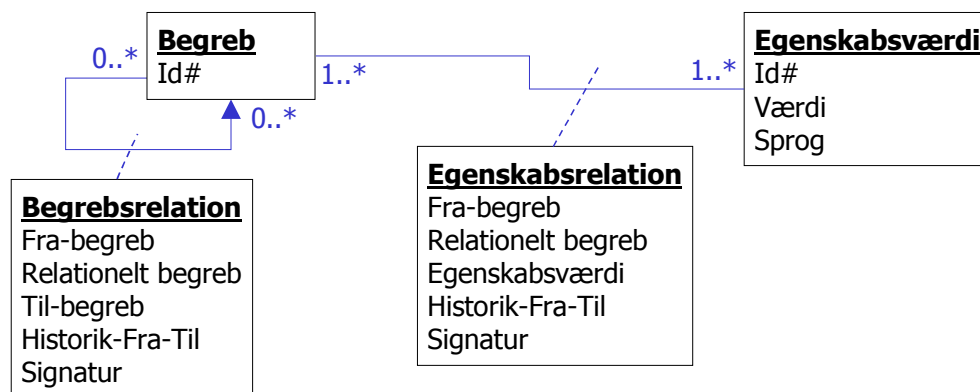 Begreb
Id#
0..*
1..*
0..*
1..*
Egenskabsværdi
Id#
Værdi
Sprog
Begrebsrelation
Fra-begreb
Relationelt begreb
Til-begreb
Historik-Fra-Til
Signatur
Egenskabsrelation
Fra-begreb
Relationelt begreb
Egenskabsværdi
Historik-Fra-Til
Signatur